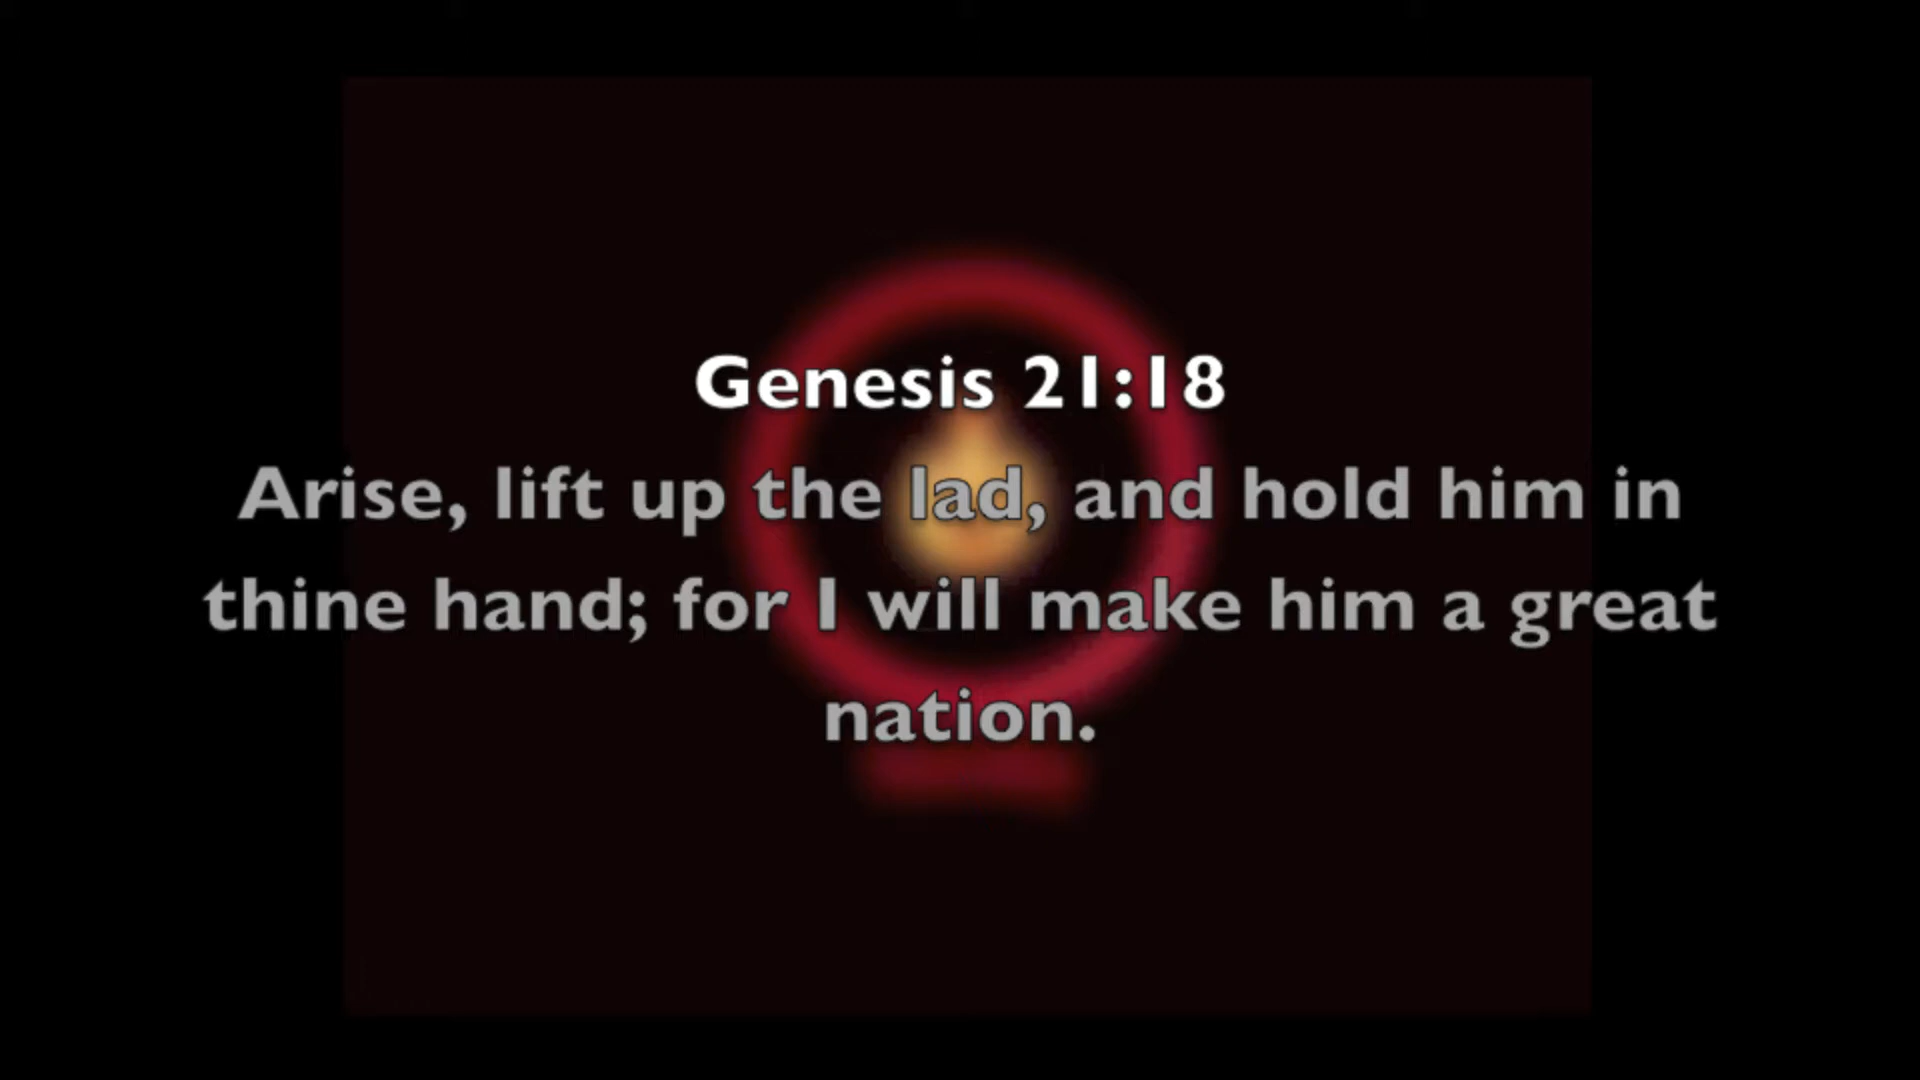 Genesis 21:18
Arise, lift up the lad, and hold him in
thine hand; for I will make him a great
nation.